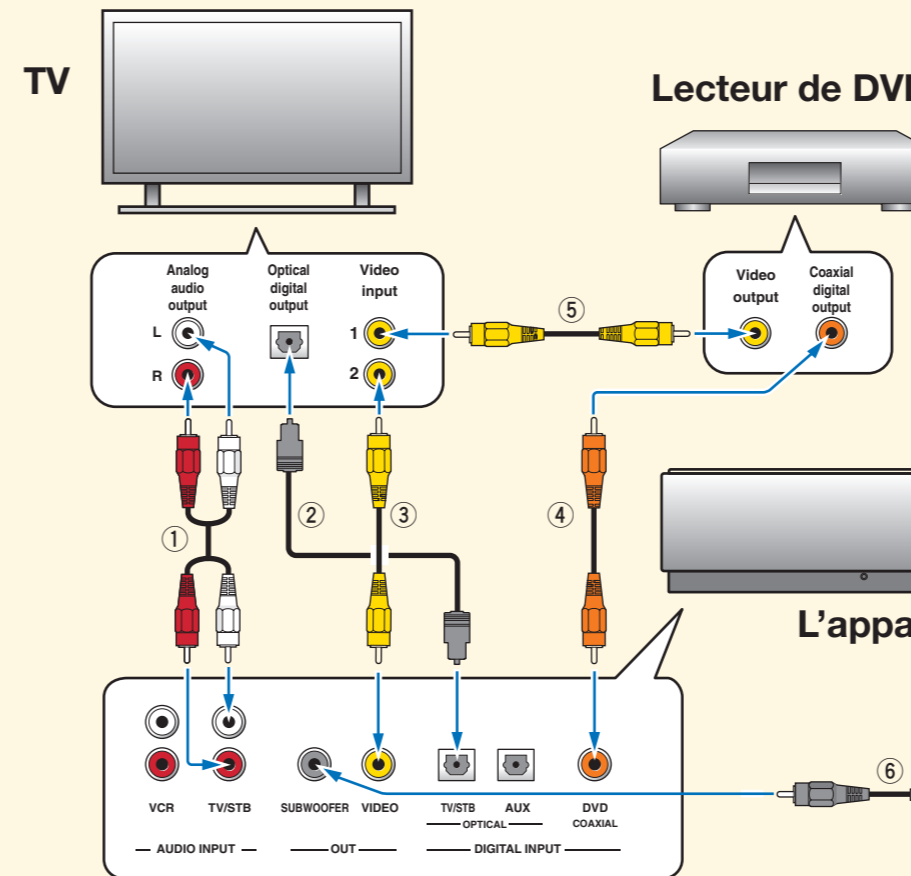 TV
Lecteur de DV
Analog
audio
output
Optical
digital
output
Video
input
L
R
1
2
⑤
Video
output
Coaxial
digital
output
①
②
③
④
L'appa
VCR
TV/STB
SUBWOOFER
VIDEO
TV/STB
AUX
DVD
OPTICAL
COAXIAL
AUDIO INPUT
OUT
DIGITAL INPUT
⑥